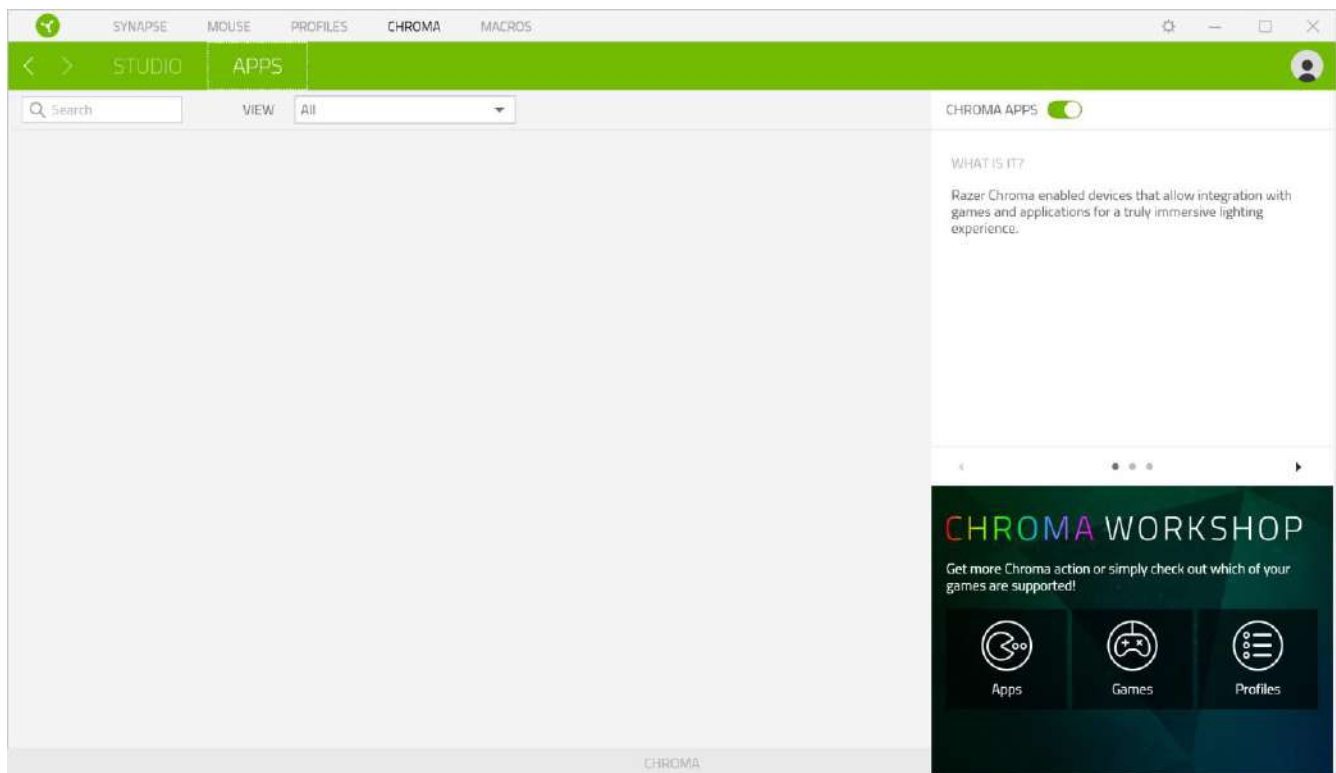 SYNAPSE MOUSE PROFILES CHROMA MACROS
STUDIO APPS
Search VIEW All
CHROMA APPS
WHAT IS IT?
Razer Chroma enabled devices that allow integration with
games and applications for a truly immersive lighting
experience.
CHROMA WORKSHOP
Get more Chroma action or simply check out which of your
games are supported!
Apps Games Profiles
CHROMA